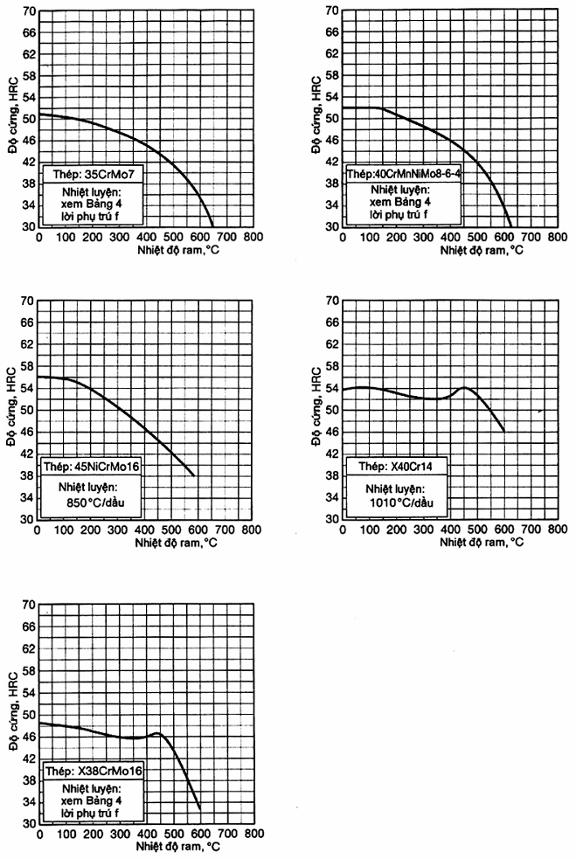 70
66
62
58
54
50
46
42
38
34
30
Độ cứng, HRC
Thép: 35CrMo7
Nhiệt luyện:
xem Bảng 4
lời phụ trú f
0 100 200 300 400 500 600 700 800
Nhiệt độ ram, °C
70
66
62
58
54
50
46
42
38
34
30
Độ cứng, HRC
Thép:40CrMnNiMo8-6-4
Nhiệt luyện:
xem Bảng 4
lời phụ trú f
0 100 200 300 400 500 600 700 800
Nhiệt độ ram, °C
70
66
62
58
54
50
46
42
38
34
30
Độ cứng, HRC
Thép: 45NiCrMo16
Nhiệt luyện:
850°C/dầu
0 100 200 300 400 500 600 700 800
Nhiệt độ ram, °C
70
66
62
58
54
50
46
42
38
34
30
Độ cứng, HRC
Thép: X40Cr14
Nhiệt luyện:
1010°C/dầu
0 100 200 300 400 500 600 700 800
Nhiệt độ ram, °C
70
66
62
58
54
50
46
42
38
34
30
Độ cứng, HRC
Thép: X38CrMo16
Nhiệt luyện:
xem Bảng 4
lời phụ trú f
0 100 200 300 400 500 600 700 800
Nhiệt độ ram, °C